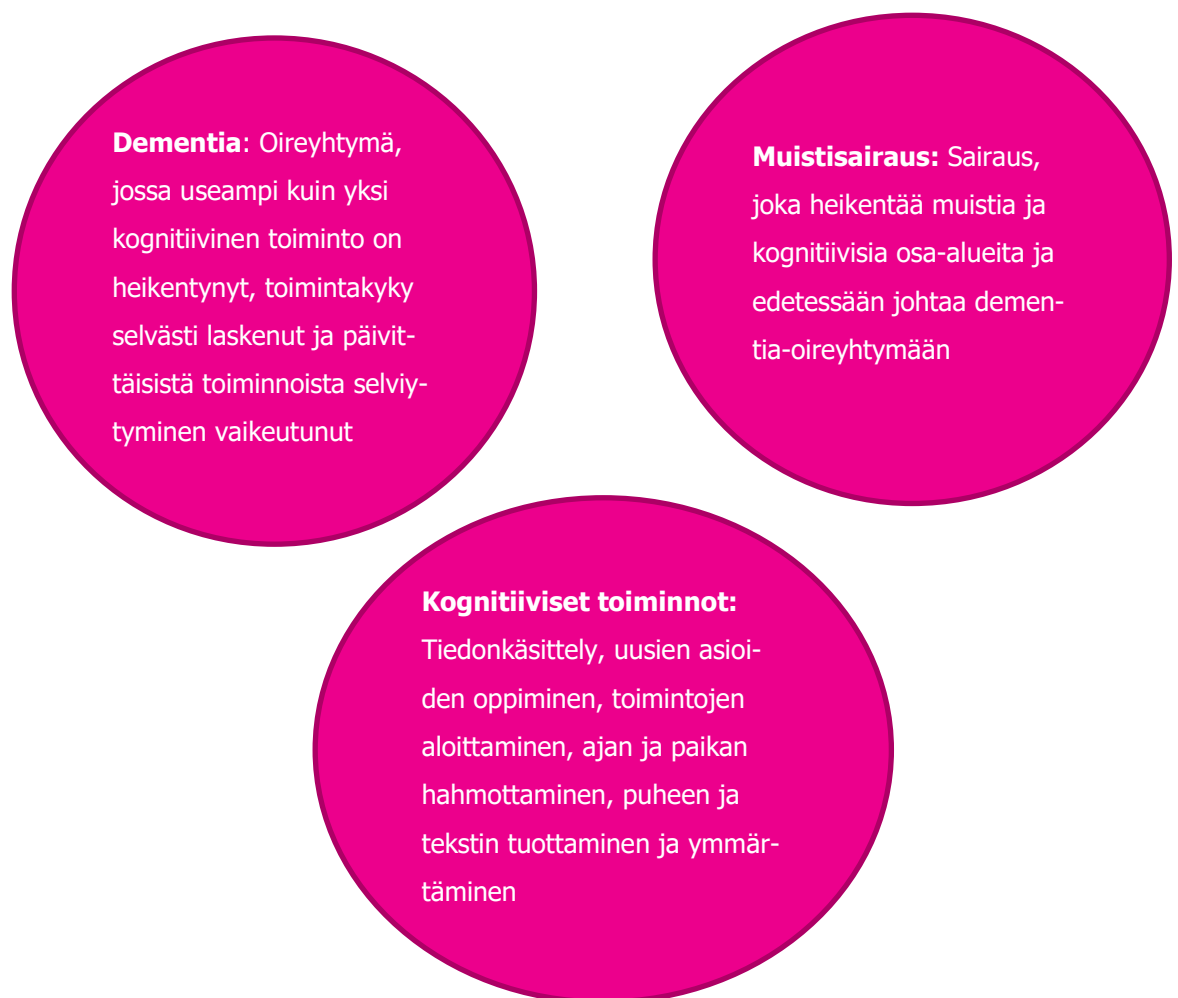 Dementia: Oireyhtymä,
jossa useampi kuin yksi
kognitiivinen toiminto on
heikentynyt, toimintakyky
selvästi laskenut ja päivit-
täisistä toiminnoista selviy-
tyminen vaikeutunut
Muistisairaus: Sairaus,
joka heikentää muistia ja
kognitiivisia osa-alueita ja
edetessään johtaa demen-
tia-oireyhtymään
Kognitiiviset toiminnot:
Tiedonkäsittely, uusien asioi-
den oppiminen, toimintojen
aloittaminen, ajan ja paikan
hahmottaminen, puheen ja
tekstin tuottaminen ja ymmär-
täminen